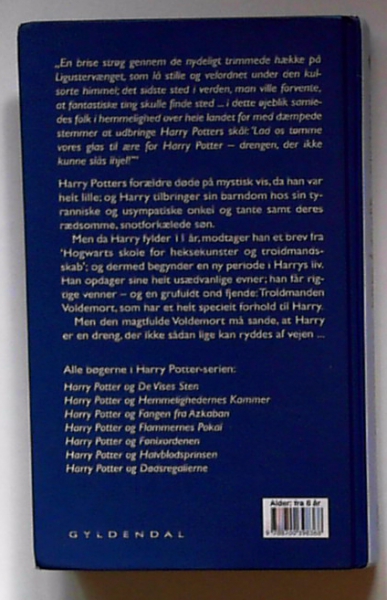 „En brise strøg gennem de nydeligt trimmede hække på
Ligustervænget, som lå stille og velordnet under den kul-
sorte himmel; det sidste sted i verden, man ville forvente,
at fantastiske ting skulle finde sted ... i dette øjeblik samle-
des folk i hemmelighed over hele landet for med dæmpede
stemmer at udbringe Harry Potters skål: 'Lad os tømme
vores glas til ære for Harry Potter – drengen, der ikke
kunne slås ihjel!'”
Harry Potters forældre døde på mystisk vis, da han var
helt lille; og Harry tilbringer sin barndom hos sin ty-
ranniske og usympatiske onkel og tante samt deres
rædsomme, snotforkælede søn.
Men da Harry fylder 11 år, modtager han et brev fra
'Hogwarts skole for heksekunster og troldmands-
skab'; og dermed begynder en ny periode i Harrys liv.
Han opdager sine helt usædvanlige evner; han får rig-
tige venner – og en grufuldt ond fjende: Troldmanden
Voldemort, som har et helt specielt forhold til Harry.
Men den magtfulde Voldemort må sande, at Harry
er en dreng, der ikke sådan lige kan ryddes af vejen ...
Alle bøgerne i Harry Potter-serien:
Harry Potter og De Vises Sten
Harry Potter og Hemmelighedernes Kammer
Harry Potter og Fangen fra Azkaban
Harry Potter og Flammernes Pokal
Harry Potter og Fønixordenen
Harry Potter og Halvblodsprinsen
Harry Potter og Dødsregalierne
Alder: fra 8 år
GYLDENDAL